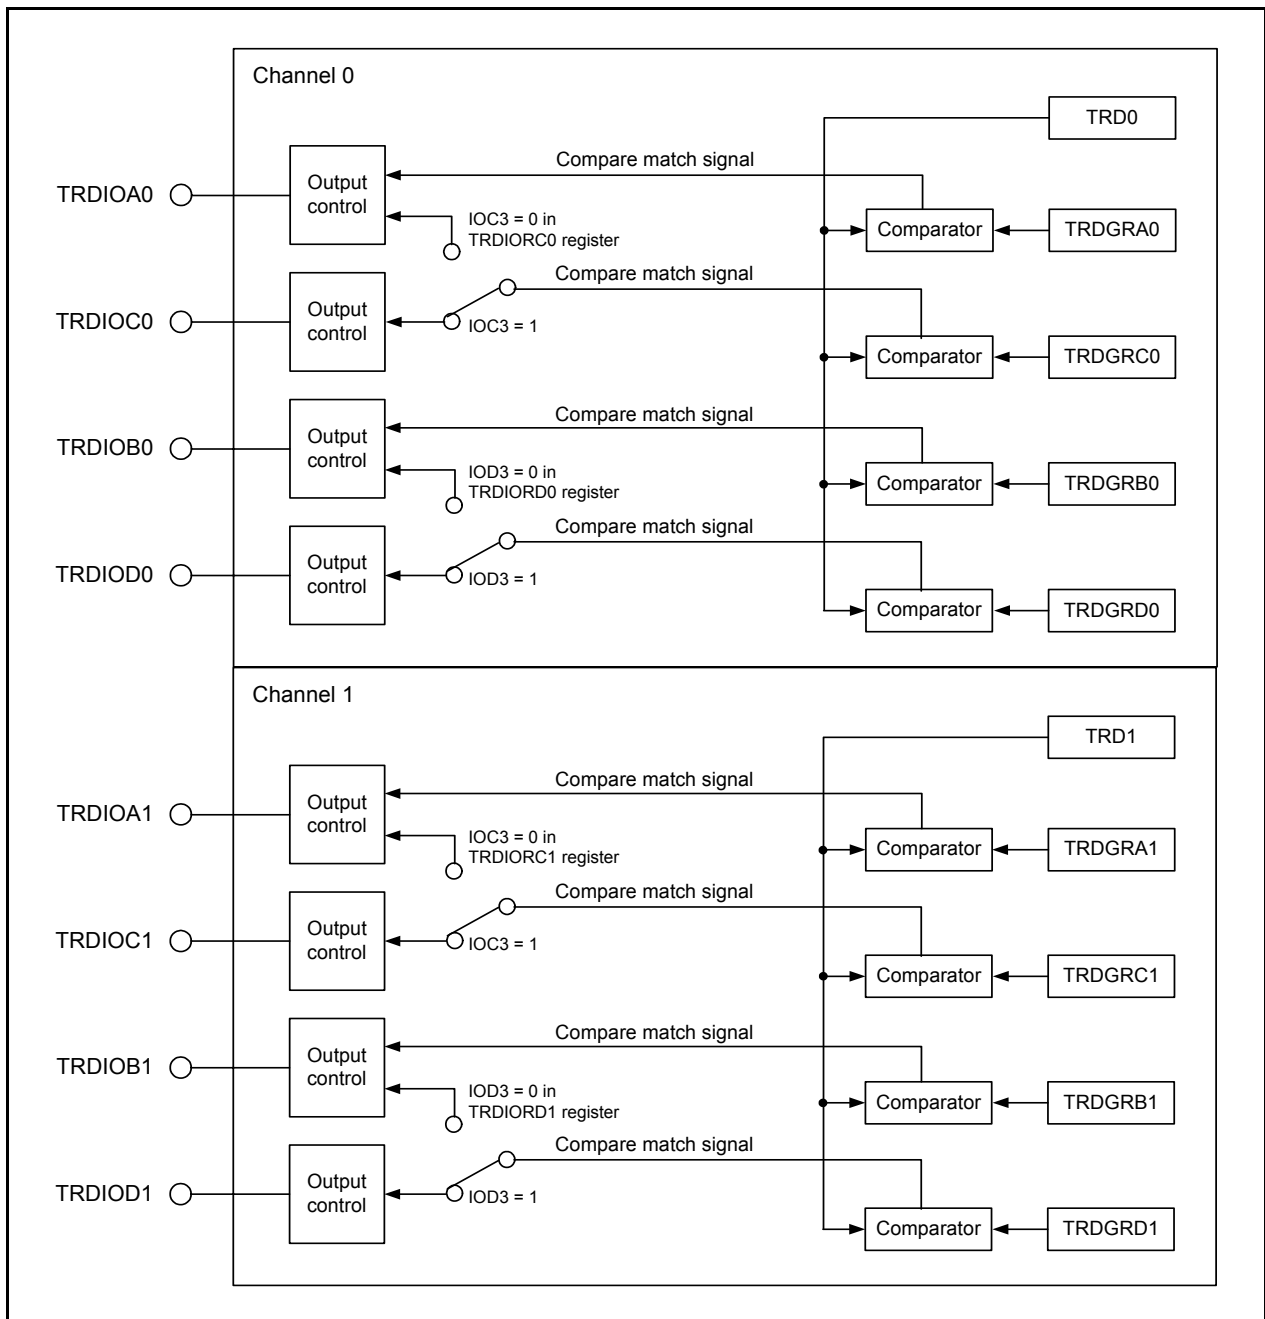 Channel 0
TRD0
Compare match signal
TRDIOA0
Output
control
IOC3 = 0 in
TRDIORC0 register
Comparator
TRDGRA0
Compare match signal
TRDIOC0
Output
control
IOC3 = 1
Comparator
TRDGRC0
Compare match signal
TRDIOB0
Output
control
IOD3 = 0 in
TRDIORD0 register
Comparator
TRDGRB0
Compare match signal
TRDIOD0
Output
control
IOD3 = 1
Comparator
TRDGRD0
Channel 1
TRD1
Compare match signal
TRDIOA1
Output
control
IOC3 = 0 in
TRDIORC1 register
Comparator
TRDGRA1
Compare match signal
TRDIOC1
Output
control
IOC3 = 1
Comparator
TRDGRC1
Compare match signal
TRDIOB1
Output
control
IOD3 = 0 in
TRDIORD1 register
Comparator
TRDGRB1
Compare match signal
TRDIOD1
Output
control
IOD3 = 1
Comparator
TRDGRD1